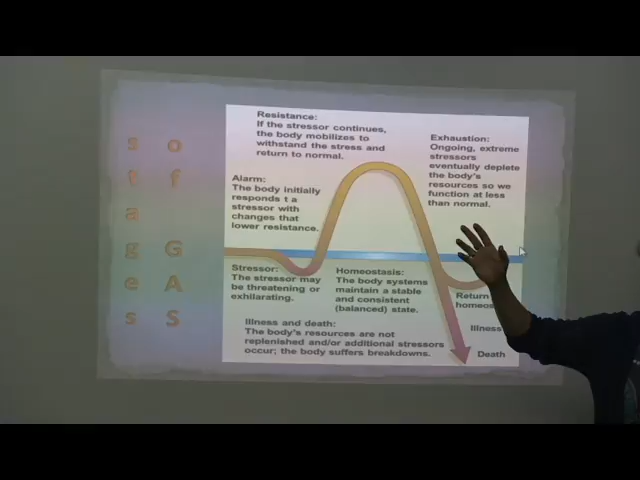 stages
of GAS
Resistance:
If the stressor continues,
the body mobilizes to
withstand the stress and
return to normal.
Exhaustion:
Ongoing, extreme
stressors
eventually deplete
the body's
resources so we
function at less
than normal.
Alarm:
The body initially
responds t a
stressor with
changes that
lower resistance.
Stressor:
The stressor may
be threatening or
exhilarating.
Homeostasis:
The body systems
maintain a stable
and consistent
(balanced) state.
Return
Illness
Death
Illness and death:
The body's resources are not
replenished and/or additional stressors
occur; the body suffers breakdowns.